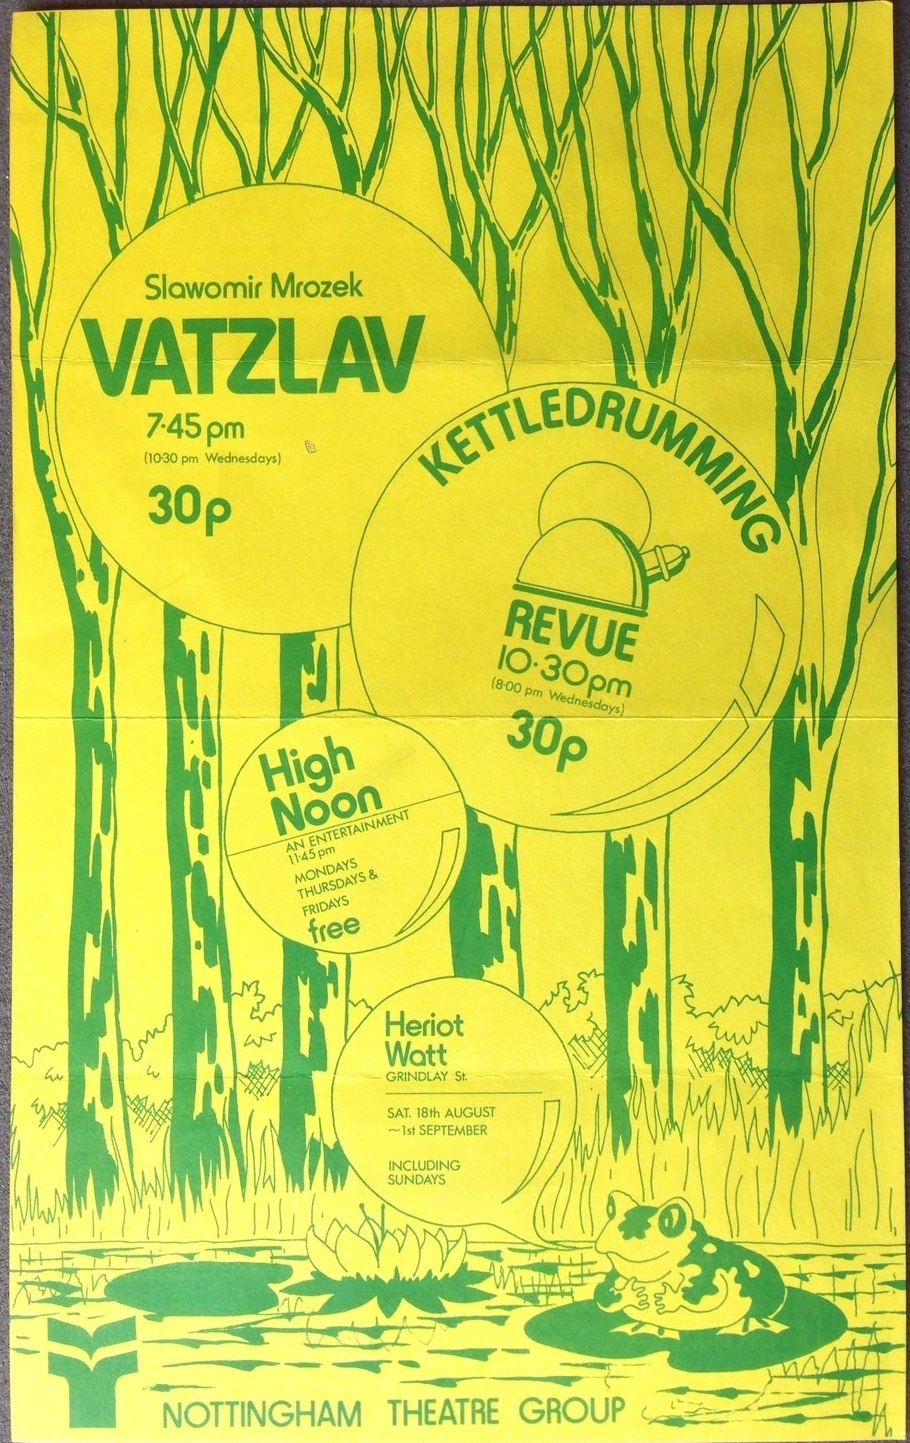 Slawomir Mrozek
VATZLAV
7·45 pm
(10·30 pm Wednesdays)
30p
KETTLEDRUMMING
REVUE
10·30pm
(8·00 pm Wednesdays)
30p
High
Noon
AN ENTERTAINMENT
11·45 pm
MONDAYS
THURSDAYS &
FRIDAYS
free
Heriot
Watt
GRINDLAY St.
SAT. 18th AUGUST
~1st SEPTEMBER
INCLUDING
SUNDAYS
NOTTINGHAM THEATRE GROUP